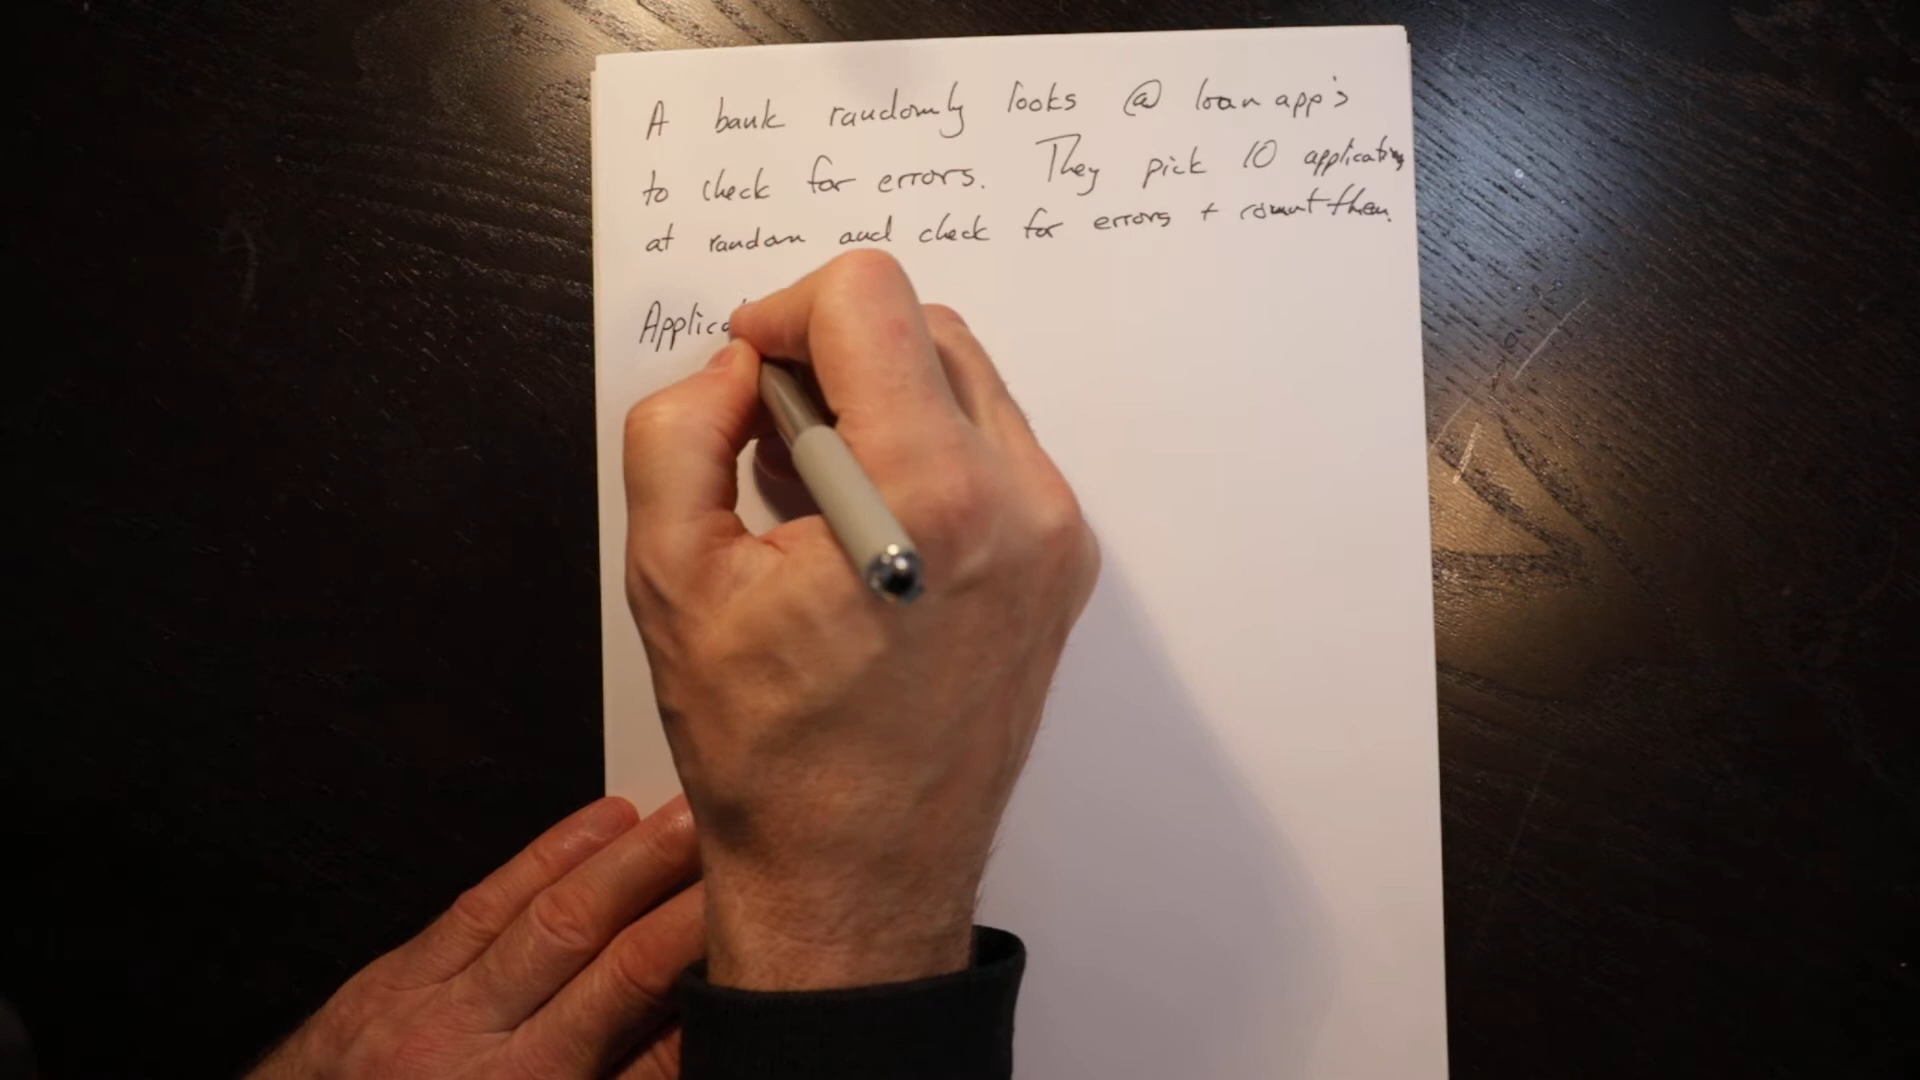 A bank randomly looks @ loan app's
to check for errors. They pick 10 applications
at random and check for errors + count them.
Applica